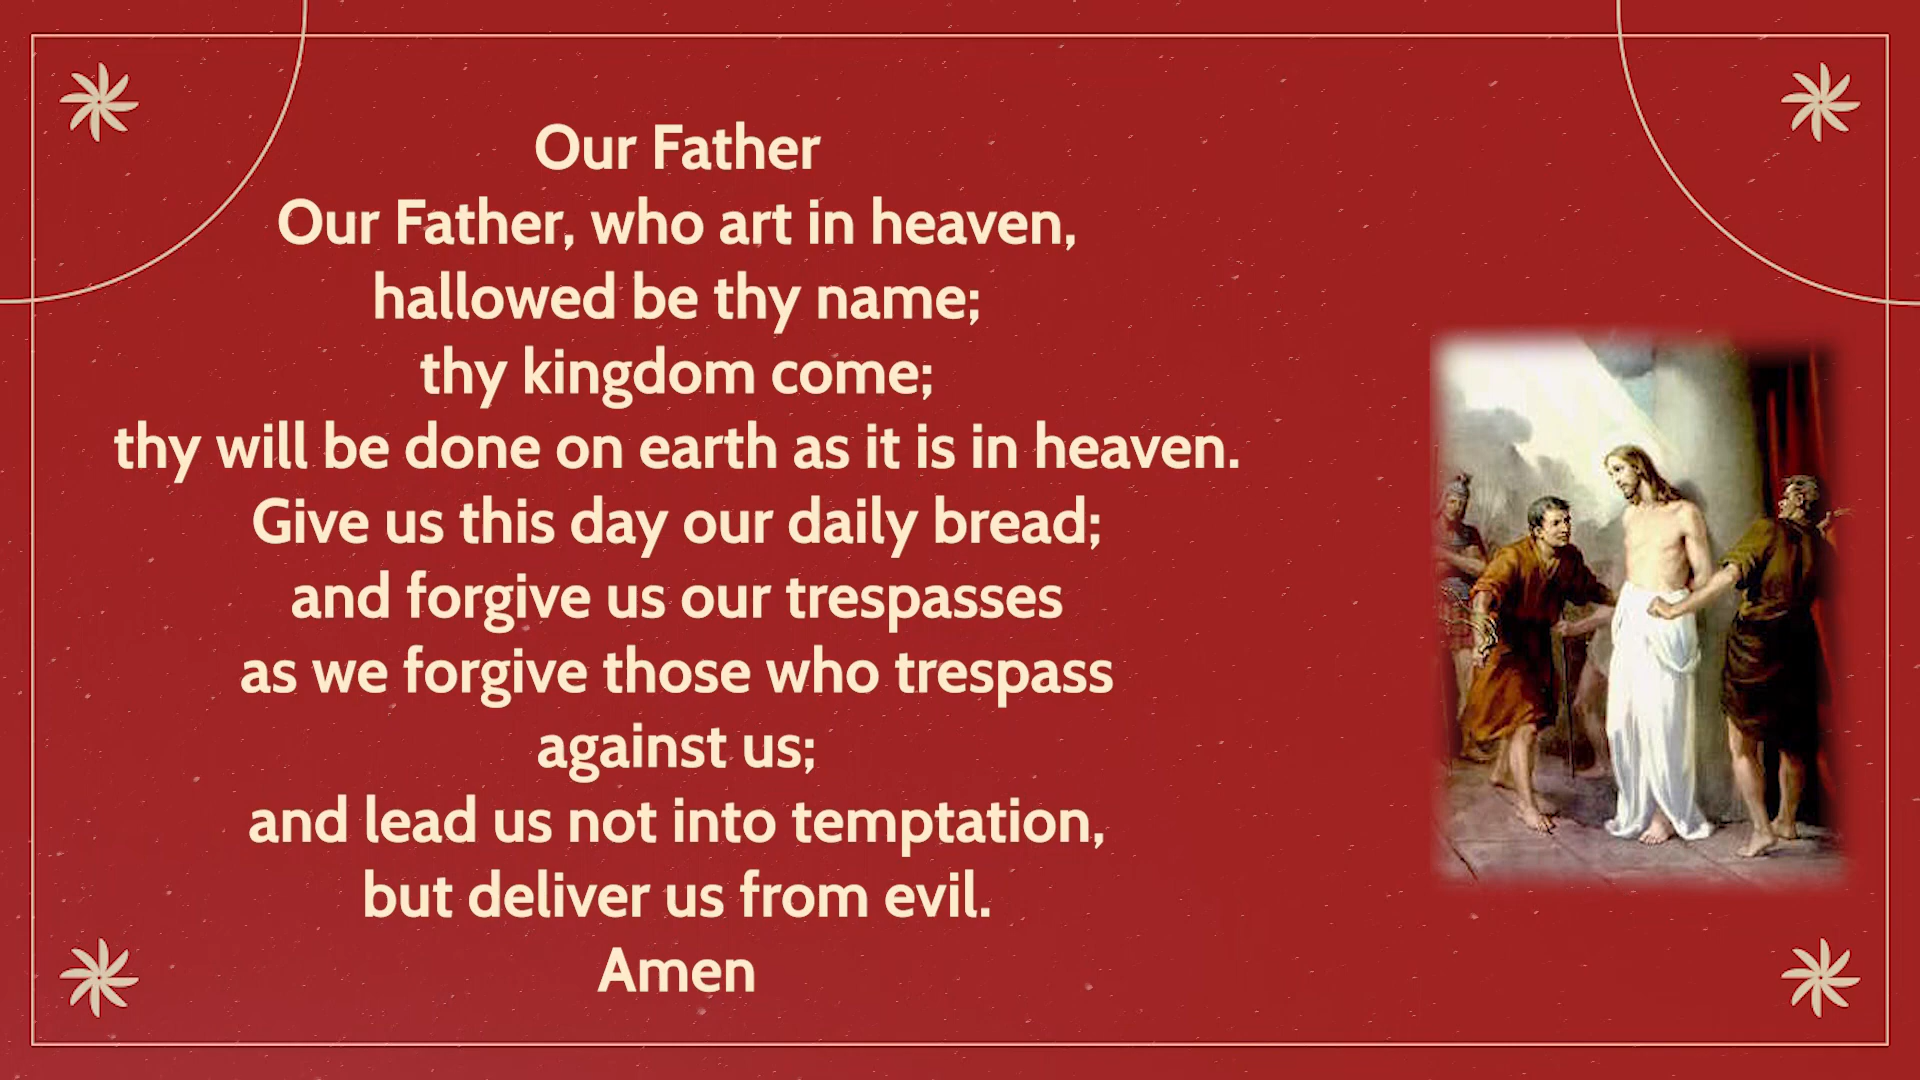 Our Father
Our Father, who art in heaven,
hallowed be thy name;
thy kingdom come;
thy will be done on earth as it is in heaven.
Give us this day our daily bread;
and forgive us our trespasses
as we forgive those who trespass
against us;
and lead us not into temptation,
but deliver us from evil.
Amen